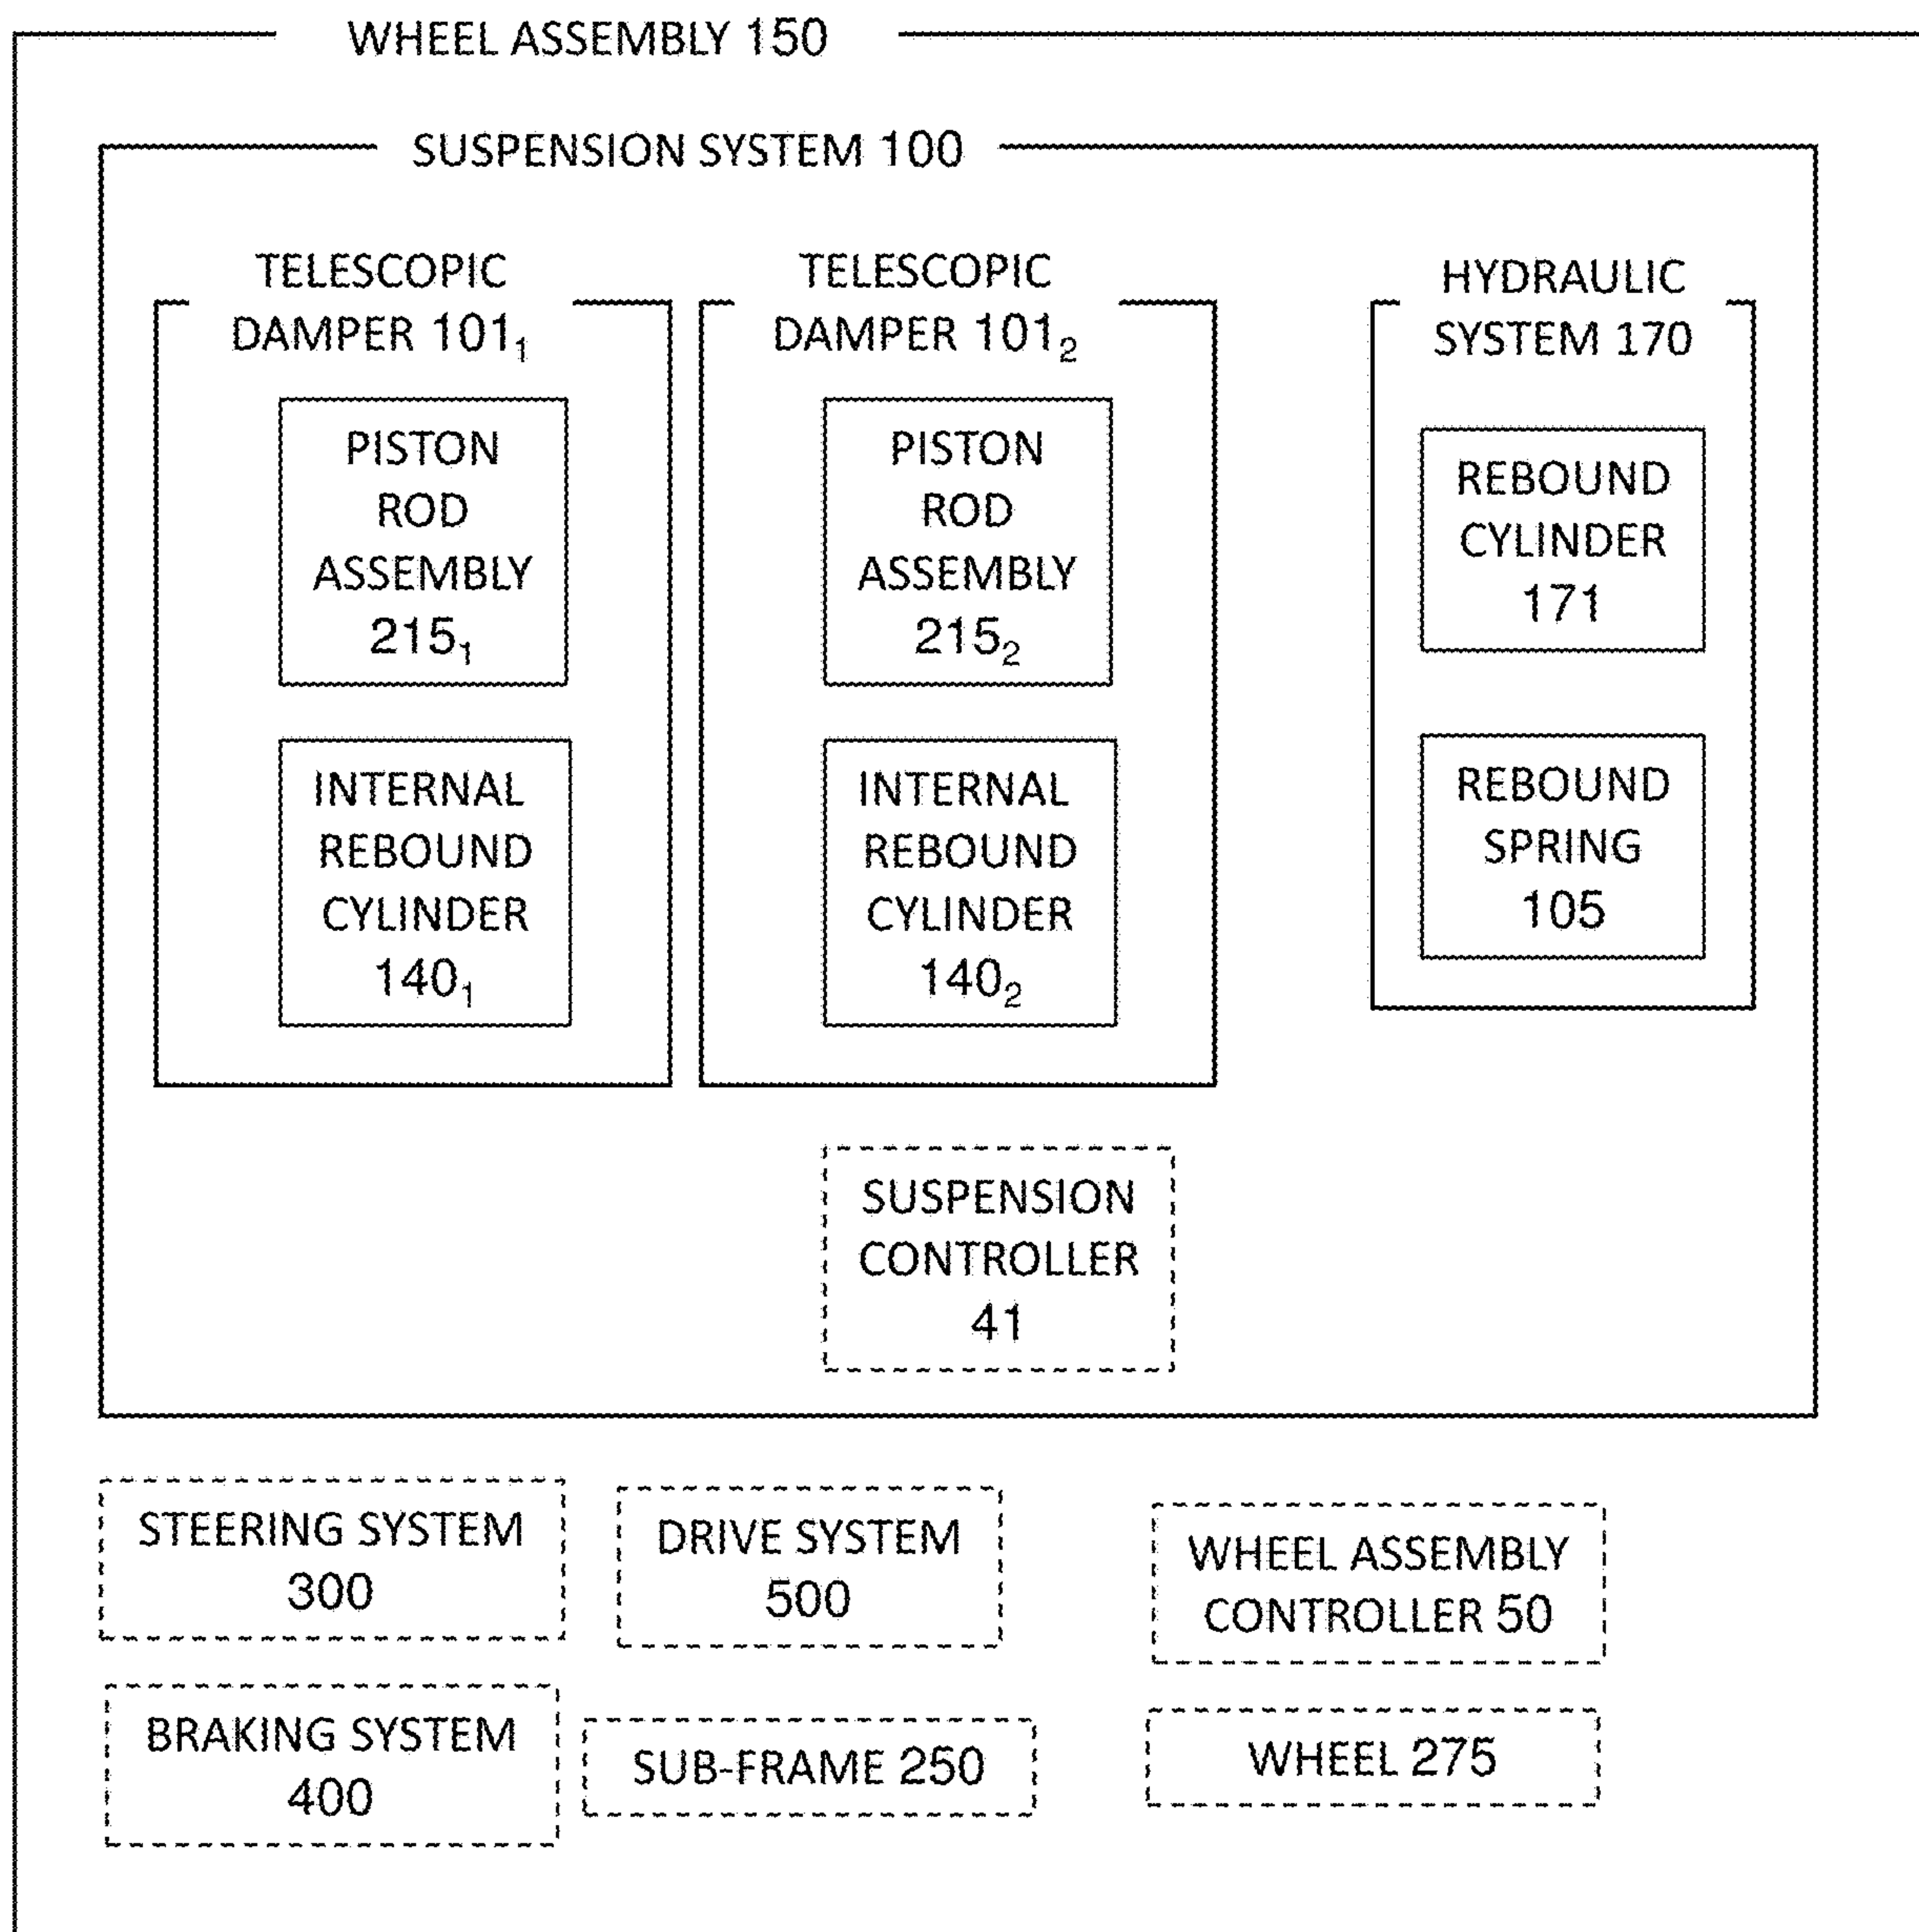 WHEEL ASSEMBLY 150
SUSPENSION SYSTEM 100
TELESCOPIC
DAMPER 101₁
PISTON
ROD
ASSEMBLY
215₁
INTERNAL
REBOUND
CYLINDER
140₁
TELESCOPIC
DAMPER 101₂
PISTON
ROD
ASSEMBLY
215₂
INTERNAL
REBOUND
CYLINDER
140₂
HYDRAULIC
SYSTEM 170
REBOUND
CYLINDER
171
REBOUND
SPRING
105
SUSPENSION
CONTROLLER
41
STEERING SYSTEM
300
DRIVE SYSTEM
500
WHEEL ASSEMBLY
CONTROLLER 50
BRAKING SYSTEM
400
SUB-FRAME 250
WHEEL 275